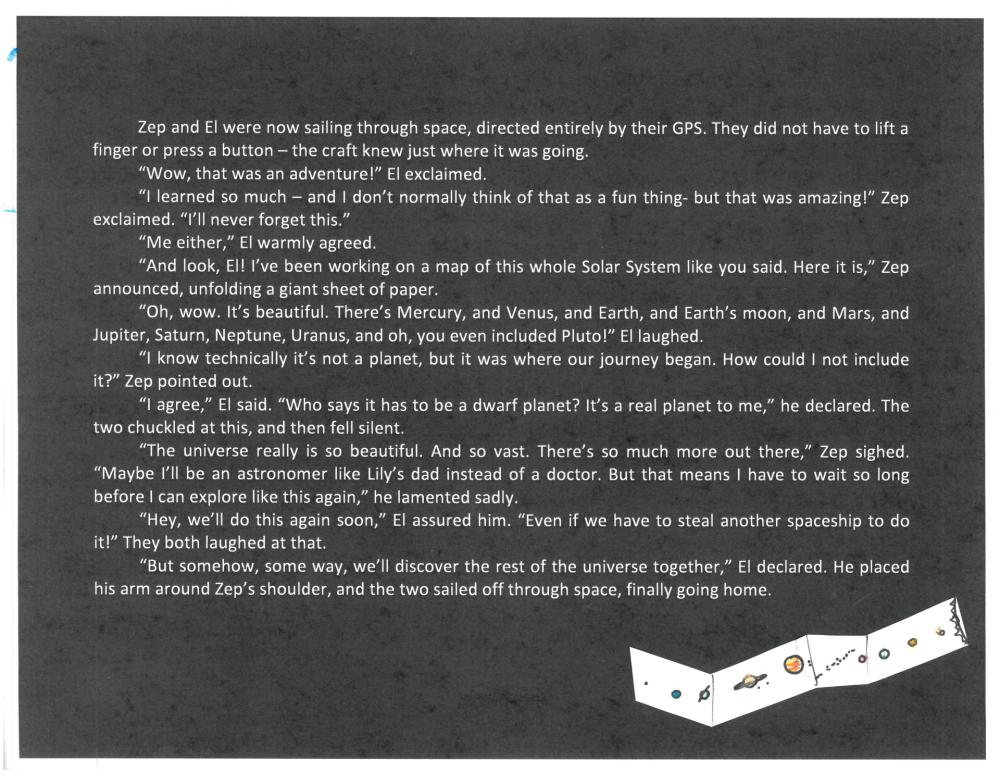 Zep and El were now sailing through space, directed entirely by their GPS. They did not have to lift a
finger or press a button – the craft knew just where it was going.
“Wow, that was an adventure!” El exclaimed.
“I learned so much – and I don’t normally think of that as a fun thing- but that was amazing!” Zep
exclaimed. “I’ll never forget this.”
“Me either,” El warmly agreed.
“And look, El! I’ve been working on a map of this whole Solar System like you said. Here it is,” Zep
announced, unfolding a giant sheet of paper.
“Oh, wow. It’s beautiful. There’s Mercury, and Venus, and Earth, and Earth’s moon, and Mars, and
Jupiter, Saturn, Neptune, Uranus, and oh, you even included Pluto!” El laughed.
“I know technically it’s not a planet, but it was where our journey began. How could I not include
it?” Zep pointed out.
“I agree,” El said. “Who says it has to be a dwarf planet? It’s a real planet to me,” he declared. The
two chuckled at this, and then fell silent.
“The universe really is so beautiful. And so vast. There’s so much more out there,” Zep sighed.
“Maybe I’ll be an astronomer like Lily’s dad instead of a doctor. But that means I have to wait so long
before I can explore like this again,” he lamented sadly.
“Hey, we’ll do this again soon,” El assured him. “Even if we have to steal another spaceship to do
it!” They both laughed at that.
“But somehow, some way, we’ll discover the rest of the universe together,” El declared. He placed
his arm around Zep’s shoulder, and the two sailed off through space, finally going home.